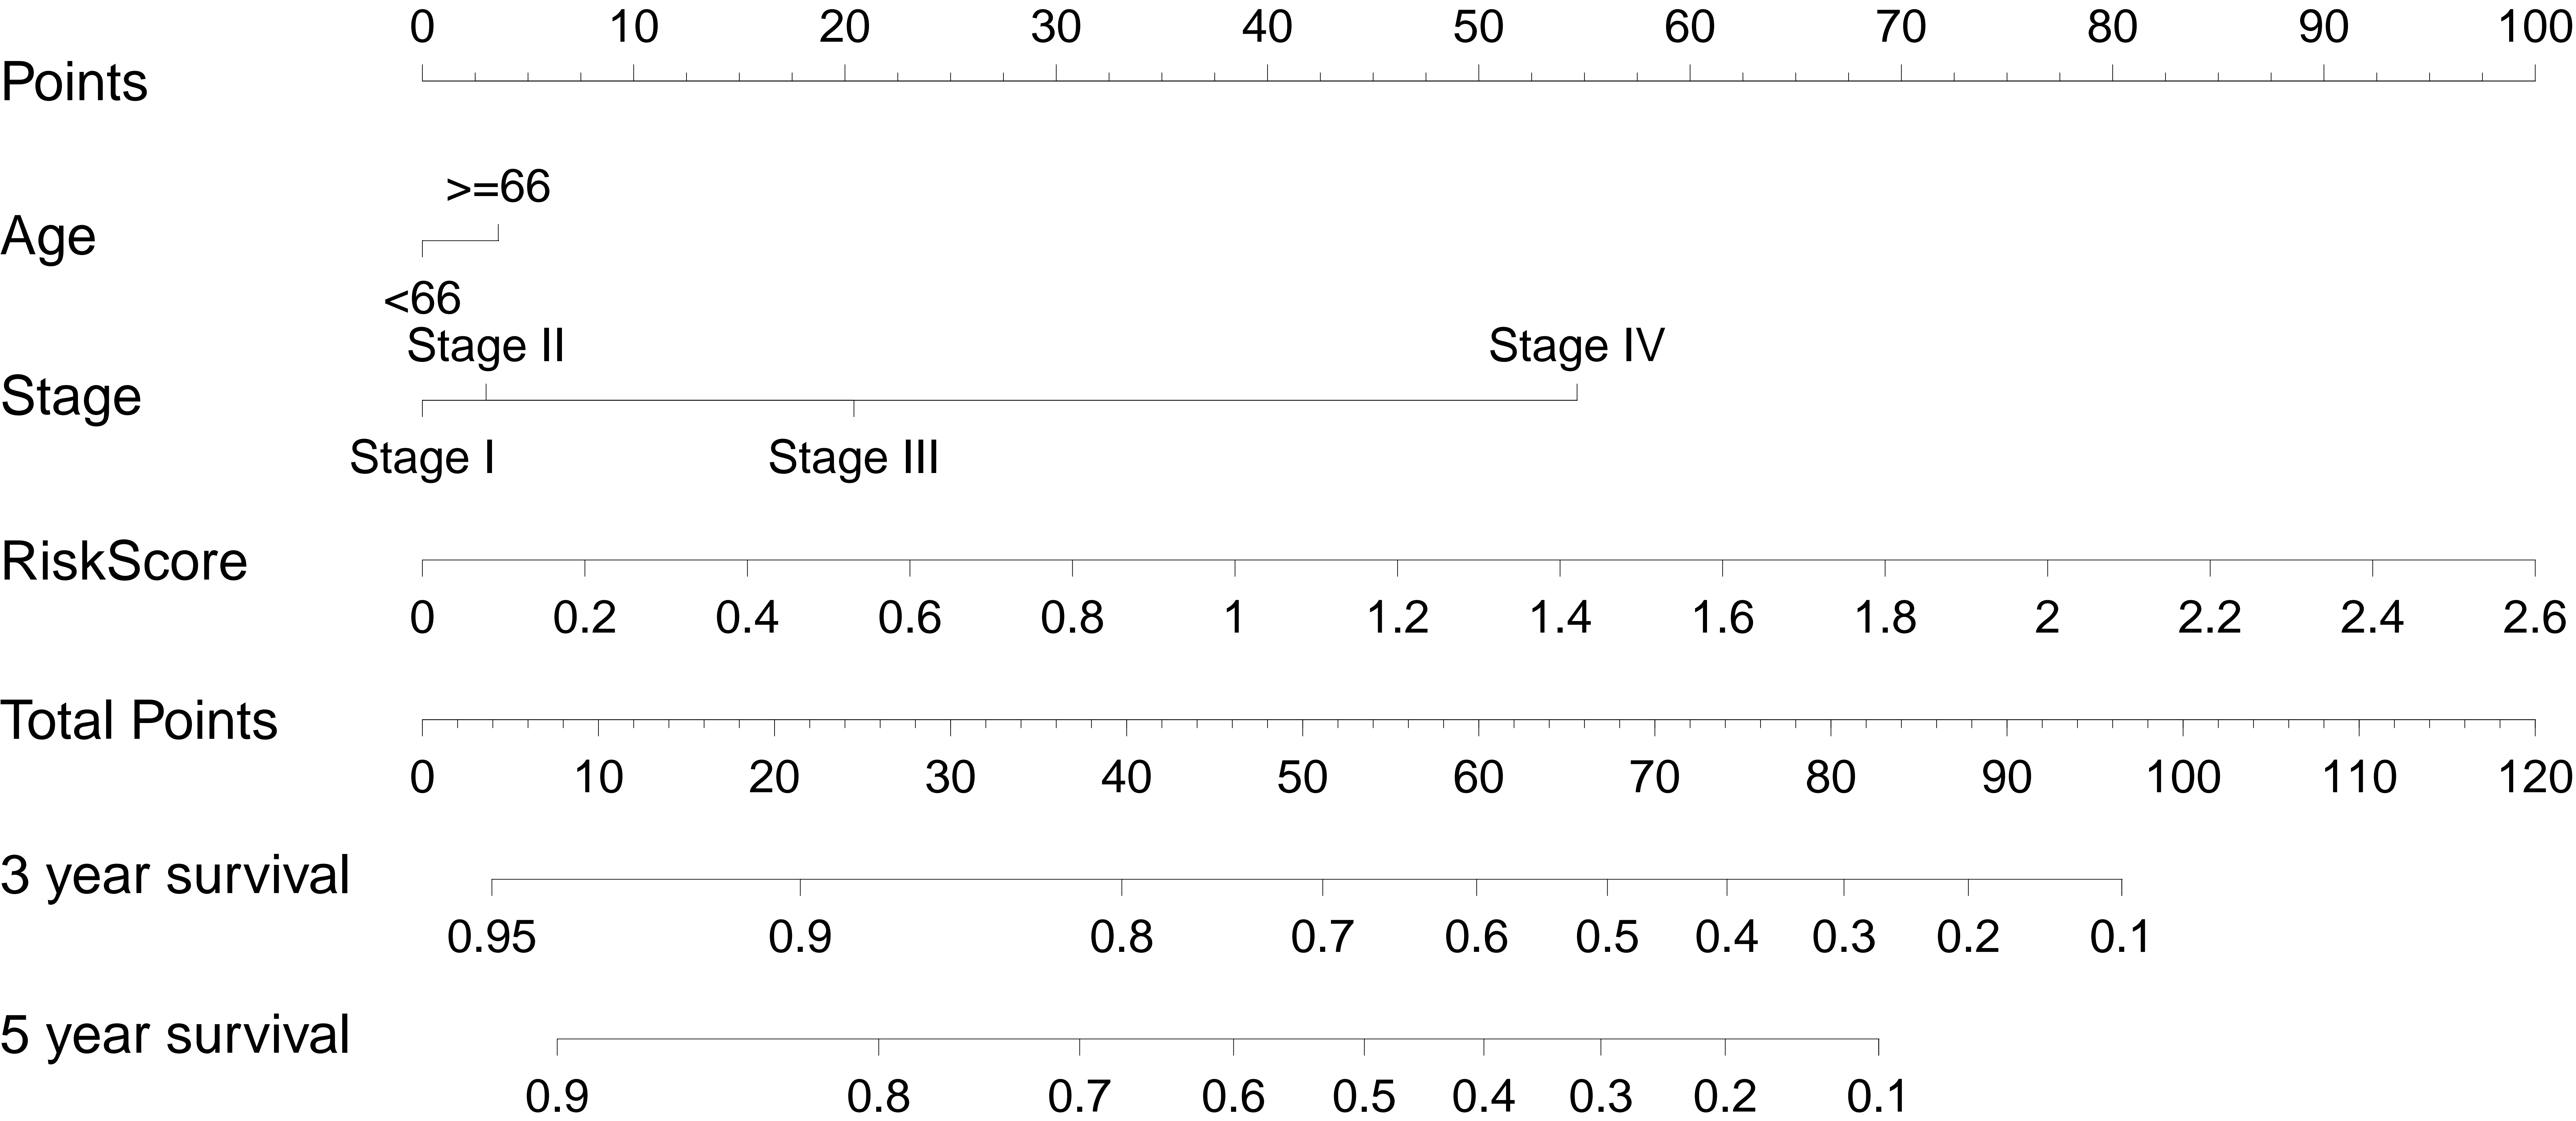 0 10 20 30 40 50 60 70 80 90 100
Points
>=66
Age
<66
Stage II Stage IV
Stage
Stage I Stage III
RiskScore
0 0.2 0.4 0.6 0.8 1 1.2 1.4 1.6 1.8 2 2.2 2.4 2.6
Total Points
0 10 20 30 40 50 60 70 80 90 100 110 120
3 year survival
0.95 0.9 0.8 0.7 0.6 0.5 0.4 0.3 0.2 0.1
5 year survival
0.9 0.8 0.7 0.6 0.5 0.4 0.3 0.2 0.1